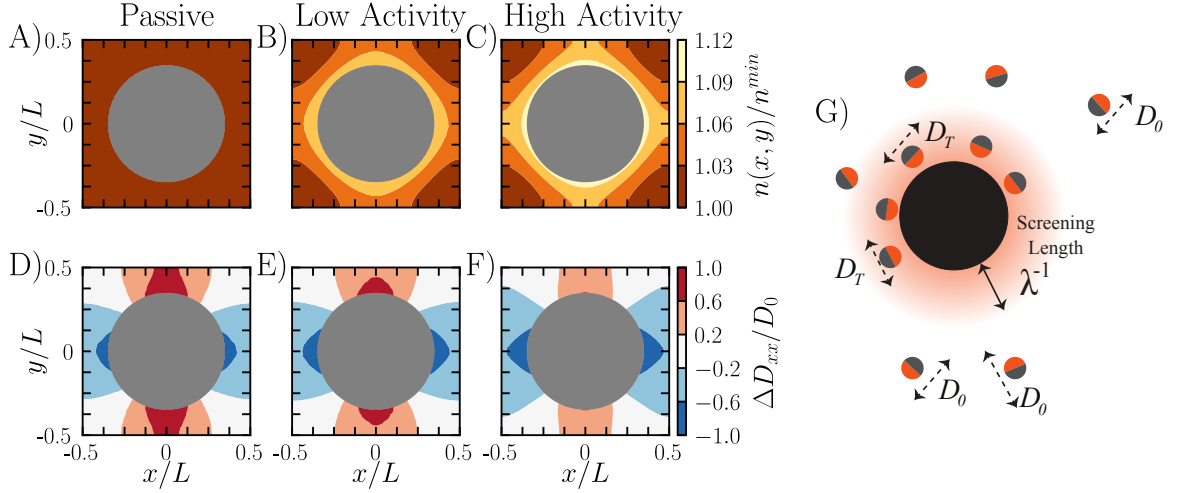 Passive
Low Activity
High Activity
A)
B)
C)
0.5
0
-0.5
y/L
1.12
1.09
1.06
1.03
1.00
n(x, y)/n^{min}
D)
E)
F)
0.5
0
-0.5
y/L
-0.5 0 0.5
-0.5 0 0.5
-0.5 0 0.5
x/L
x/L
x/L
1.0
0.6
0.2
−0.2
−0.6
−1.0
ΔD_{xx}/D_0
G)
D_0
D_T
D_T
Screening
Length
λ^{-1}
D_0
D_0